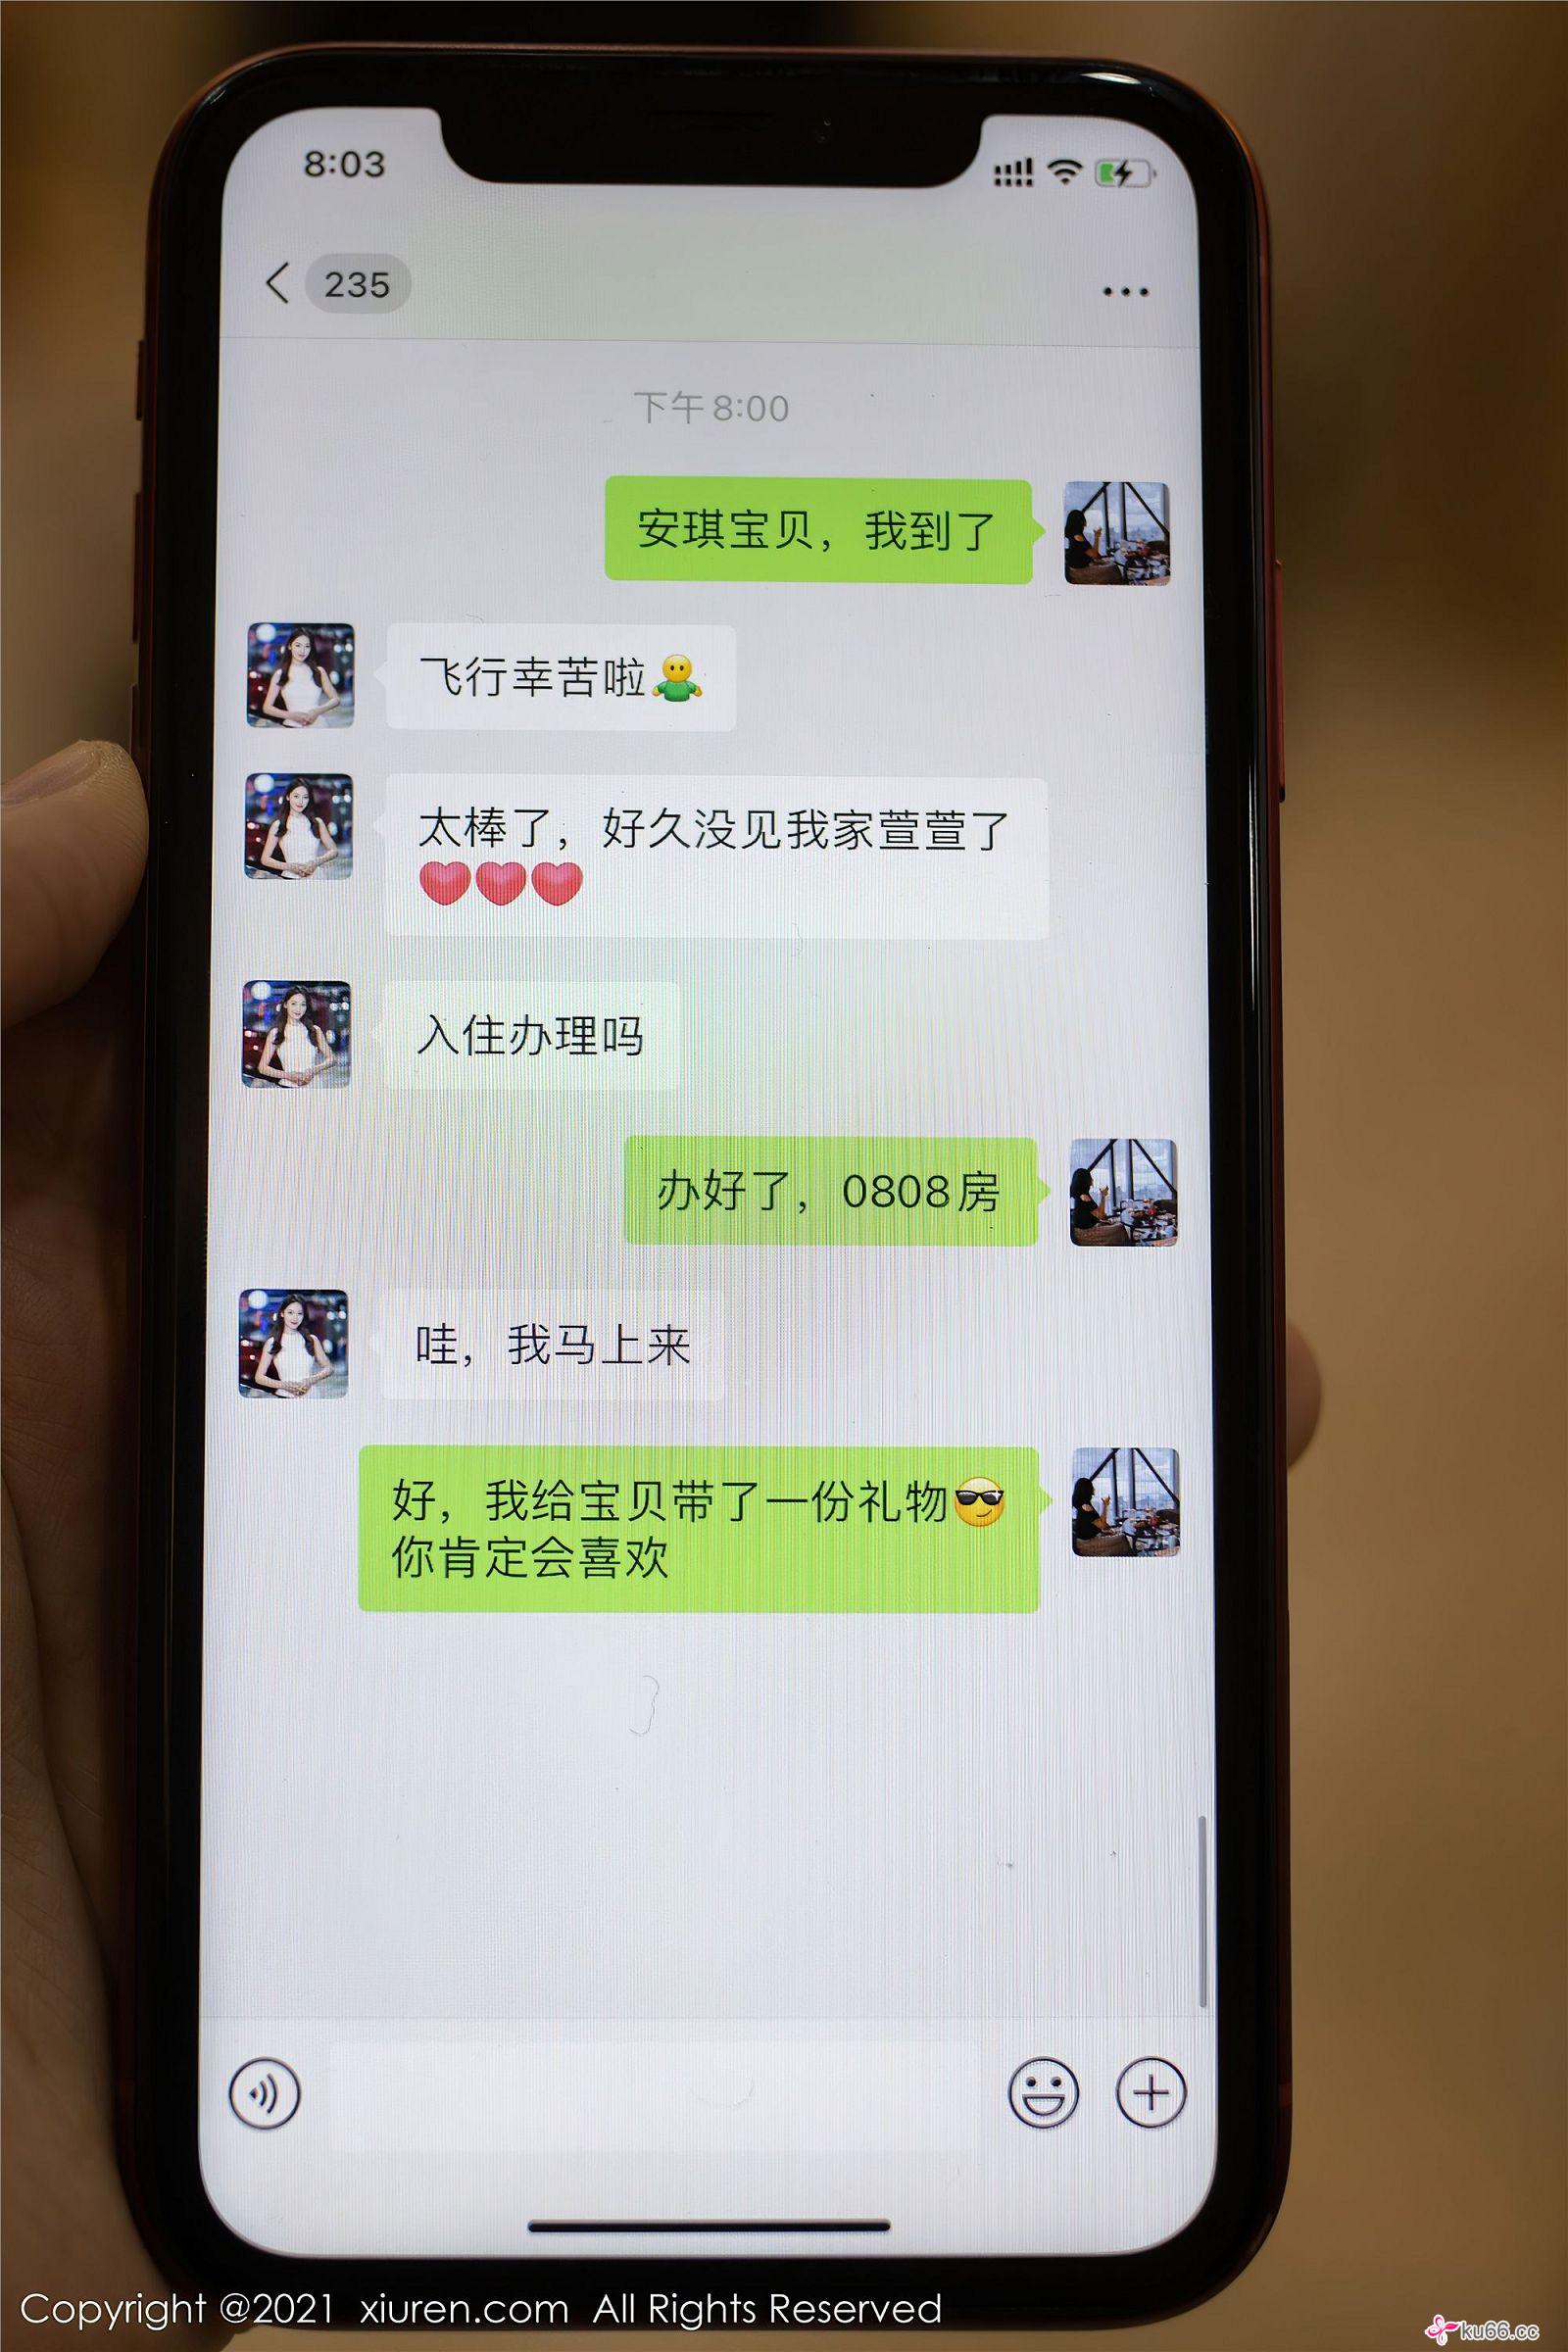 8:03
235
下午8:00
安琪宝贝，我到了
飞行幸苦啦
太棒了，好久没见我家萱萱了
入住办理吗
办好了，0808房
哇，我马上来
好，我给宝贝带了一份礼物
你肯定会喜欢
Copyright @2021 xiuren.com All Rights Reserved
ku66.cc